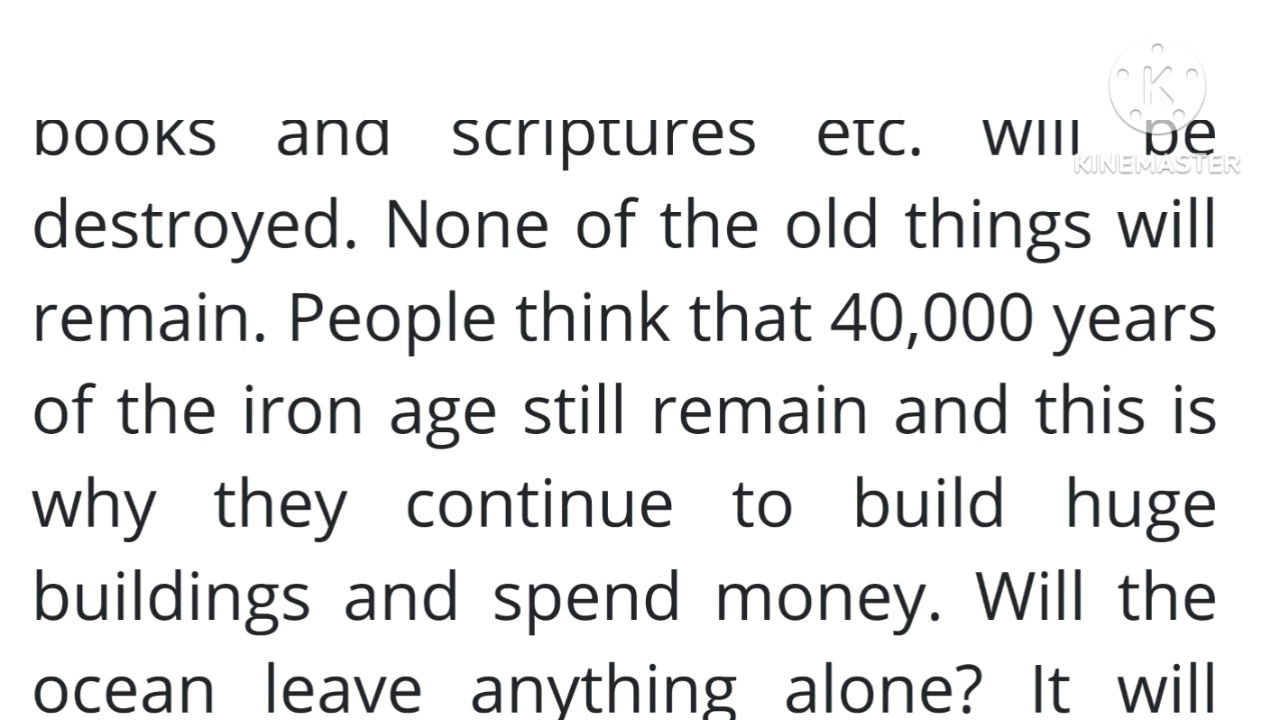 K
KINEMASTER
books and scriptures etc. will be
destroyed. None of the old things will
remain. People think that 40,000 years
of the iron age still remain and this is
why they continue to build huge
buildings and spend money. Will the
ocean leave anything alone? It will